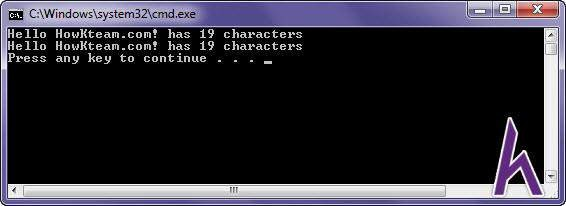 C:\Windows\system32\cmd.exe
Hello HowKteam.com! has 19 characters
Hello HowKteam.com! has 19 characters
Press any key to continue . . . _